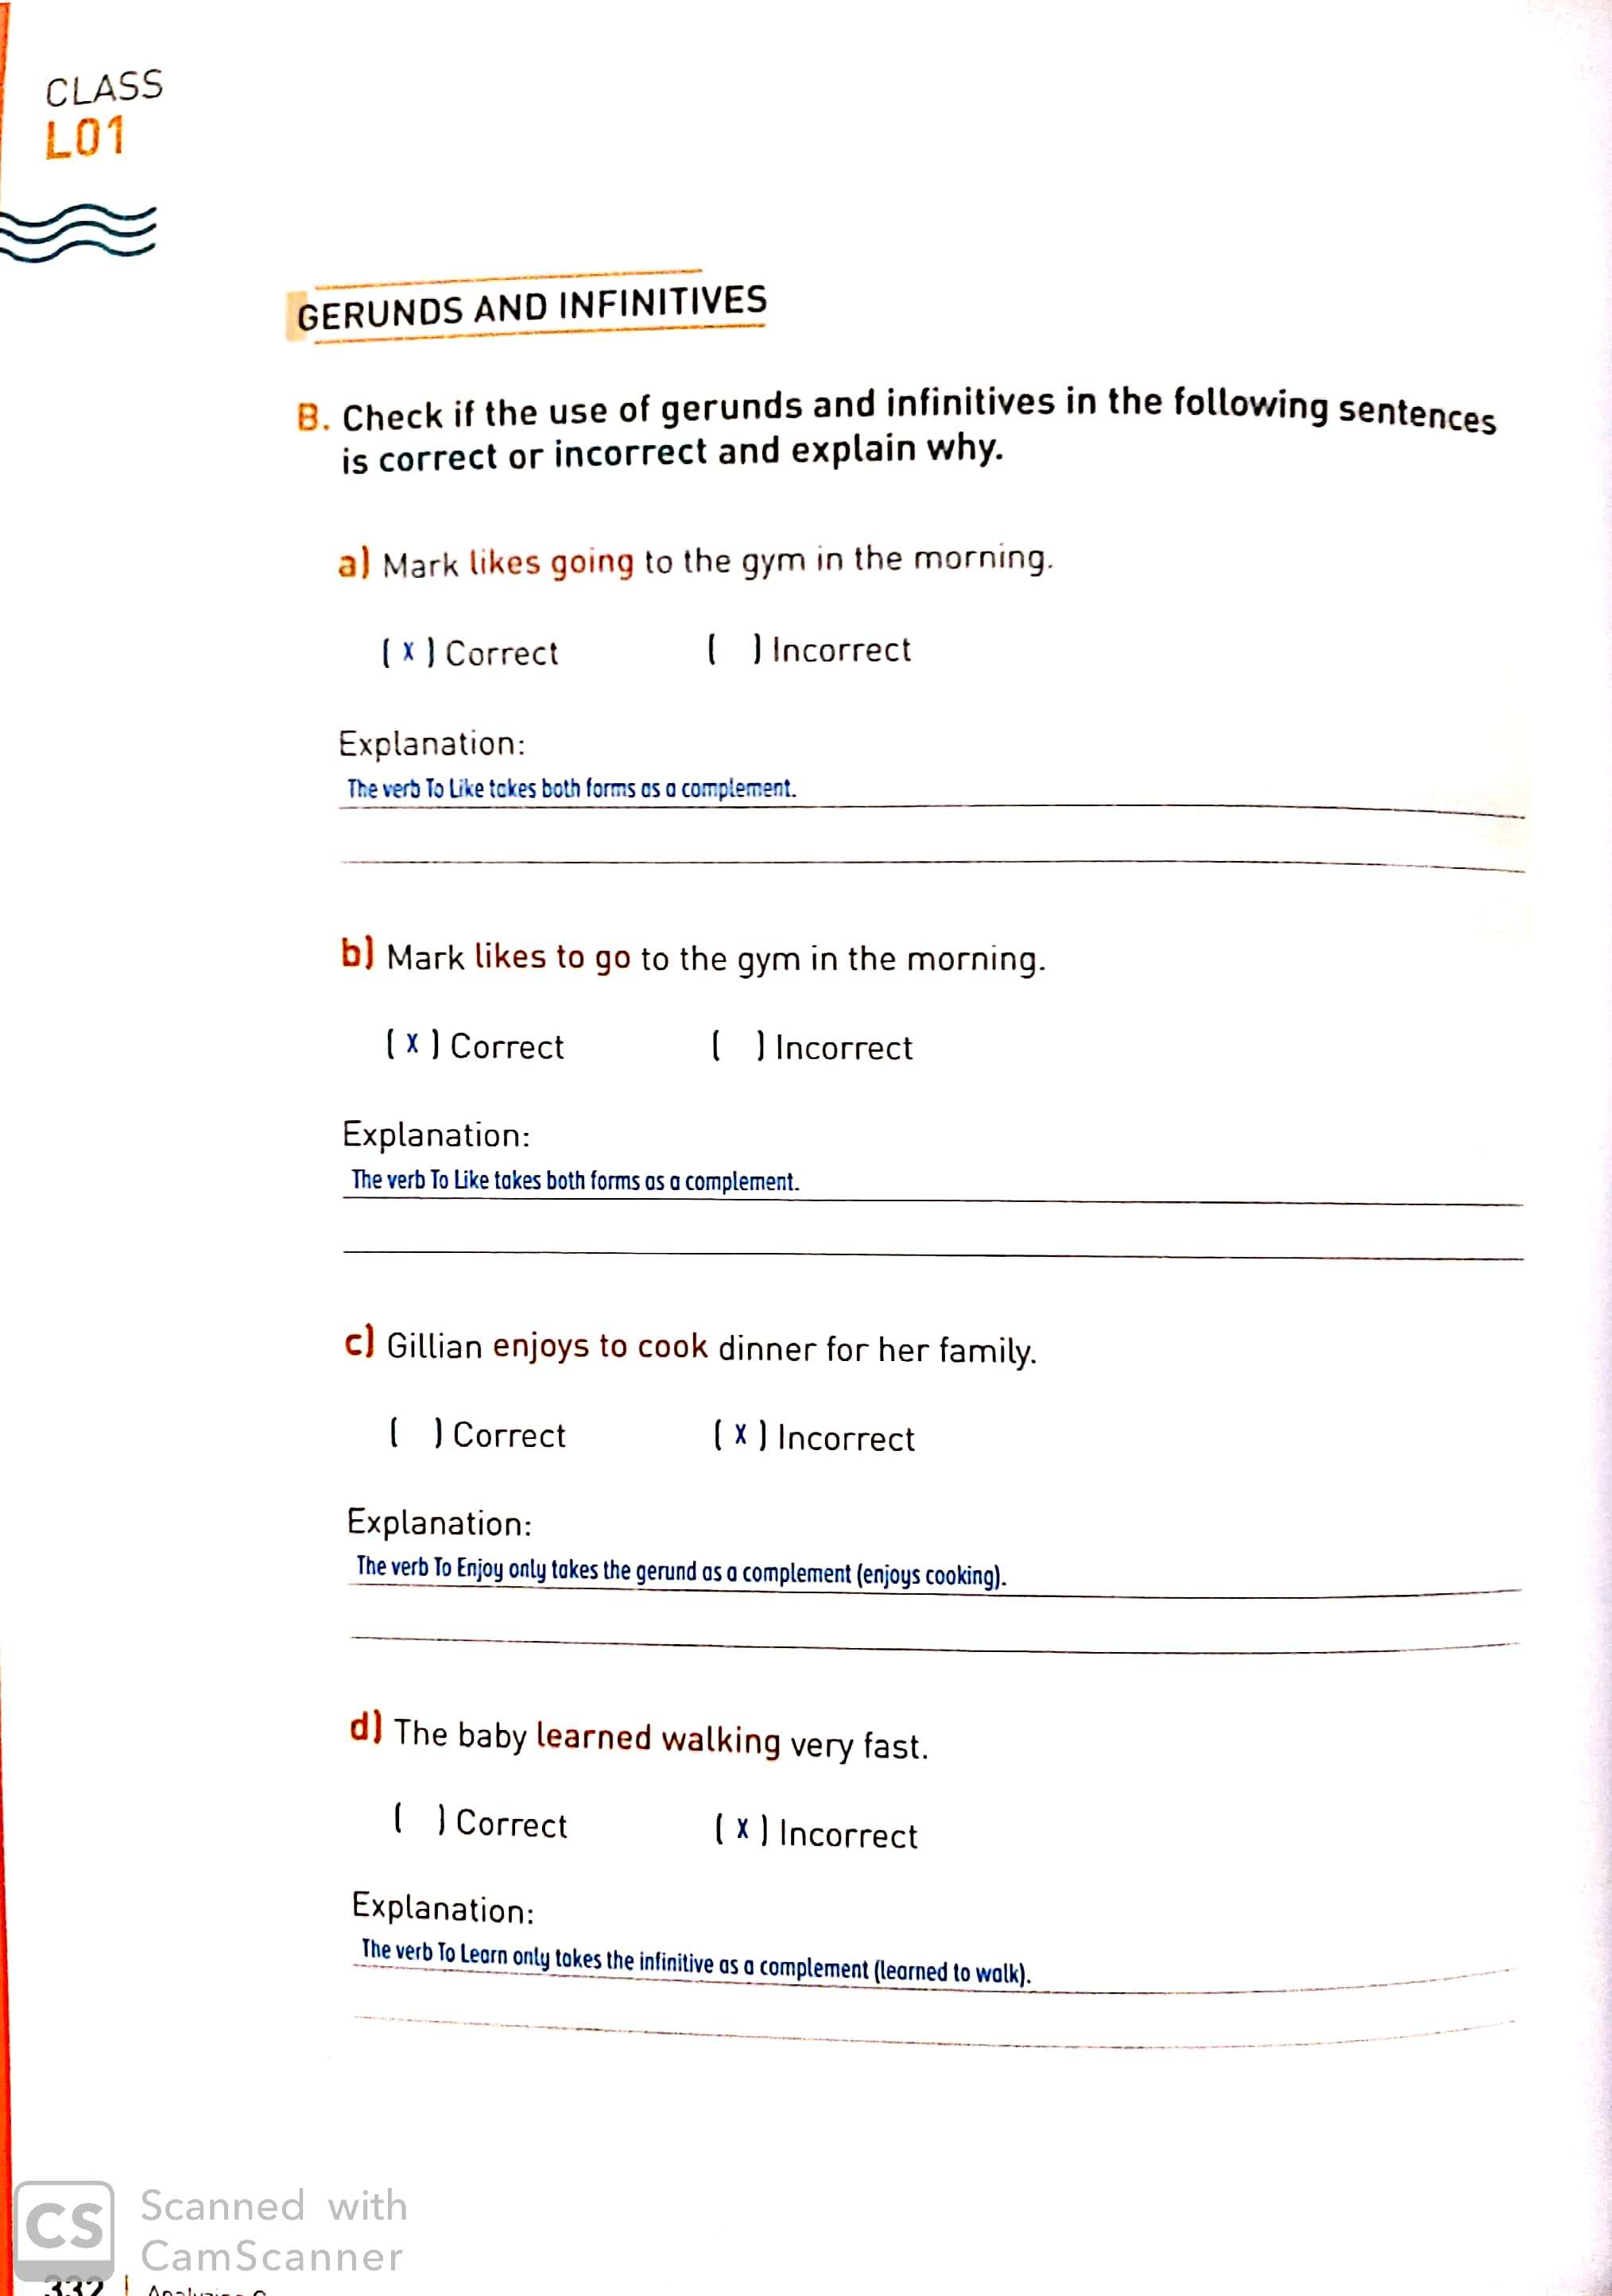 CLASS
L01
GERUNDS AND INFINITIVES
B. Check if the use of gerunds and infinitives in the following sentences
is correct or incorrect and explain why.
a) Mark likes going to the gym in the morning.
( X ) Correct ( ) Incorrect
Explanation:
The verb To Like takes both forms as a complement.
b) Mark likes to go to the gym in the morning.
( X ) Correct ( ) Incorrect
Explanation:
The verb To Like takes both forms as a complement.
c) Gillian enjoys to cook dinner for her family.
( ) Correct ( X ) Incorrect
Explanation:
The verb To Enjoy only takes the gerund as a complement (enjoys cooking).
d) The baby learned walking very fast.
( ) Correct ( X ) Incorrect
Explanation:
The verb To Learn only takes the infinitive as a complement (learned to walk).
CS Scanned with
CamScanner
332 |